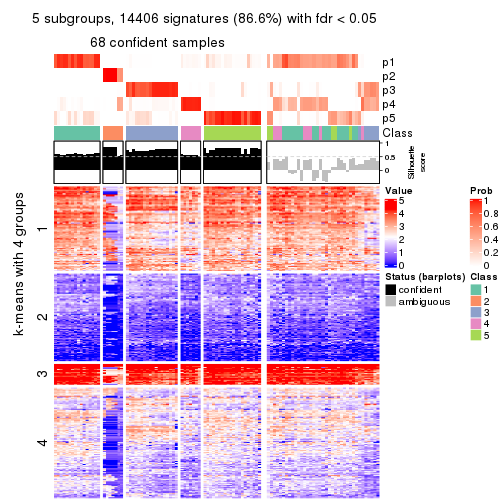 5 subgroups, 14406 signatures (86.6%) with fdr < 0.05
68 confident samples
p1
p2
p3
p4
p5
Class
1
0.5
0
Silhouette
score
k-means with 4 groups
1
2
3
4
Value
5
4
3
2
1
0
Prob
1
0.8
0.6
0.4
0.2
0
Status (barplots)
confident
ambiguous
Class
1
2
3
4
5